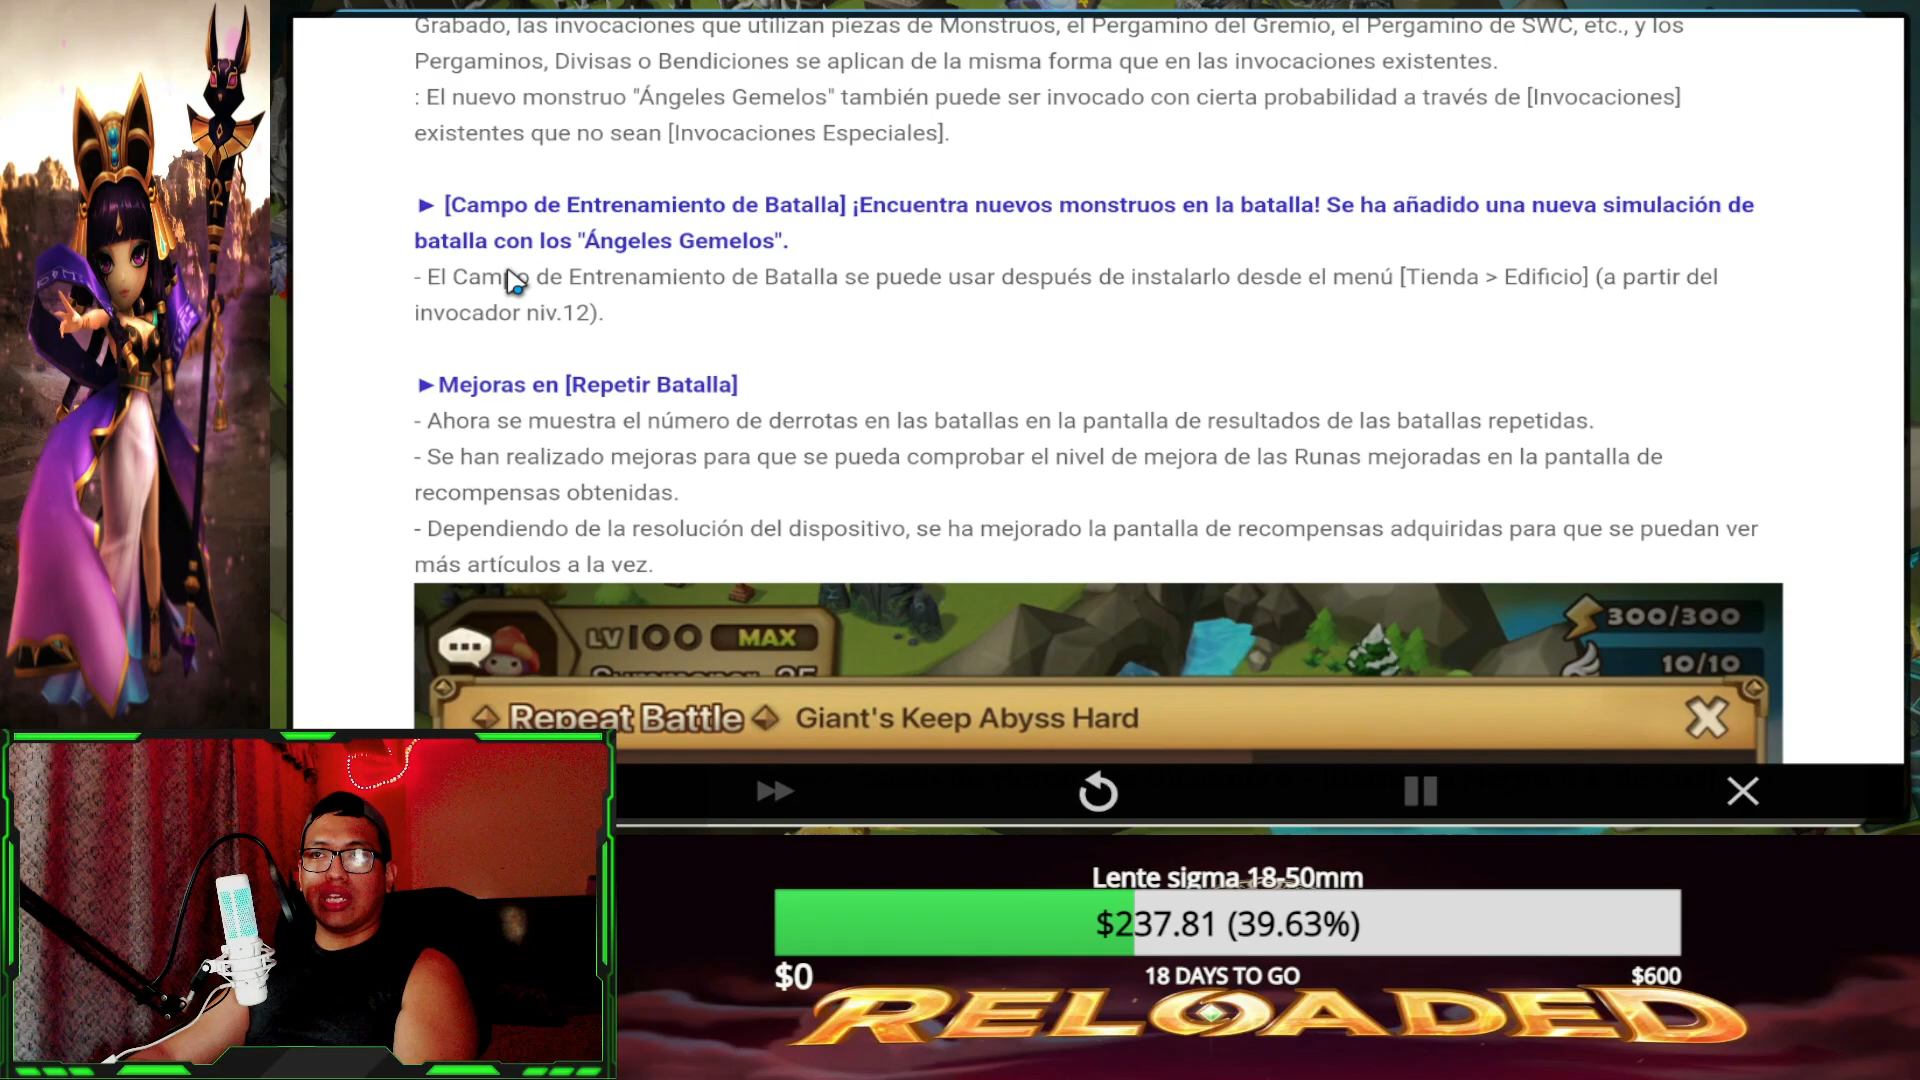 Grabado, las invocaciones que utilizan piezas de Monstruos, el Pergamino del Gremio, el Pergamino de SWC, etc., y los
Pergaminos, Divisas o Bendiciones se aplican de la misma forma que en las invocaciones existentes.
: El nuevo monstruo "Ángeles Gemelos" también puede ser invocado con cierta probabilidad a través de [Invocaciones]
existentes que no sean [Invocaciones Especiales].
► [Campo de Entrenamiento de Batalla] ¡Encuentra nuevos monstruos en la batalla! Se ha añadido una nueva simulación de
batalla con los "Ángeles Gemelos".
- El Campo de Entrenamiento de Batalla se puede usar después de instalarlo desde el menú [Tienda > Edificio] (a partir del
invocador niv.12).
►Mejoras en [Repetir Batalla]
- Ahora se muestra el número de derrotas en las batallas en la pantalla de resultados de las batallas repetidas.
- Se han realizado mejoras para que se pueda comprobar el nivel de mejora de las Runas mejoradas en la pantalla de
recompensas obtenidas.
- Dependiendo de la resolución del dispositivo, se ha mejorado la pantalla de recompensas adquiridas para que se puedan ver
más artículos a la vez.
LV 100 MAX
300/300
10/10
Repeat Battle Giant's Keep Abyss Hard
Lente sigma 18-50mm
$237.81 (39.63%)
$0 18 DAYS TO GO $600
RELOADED